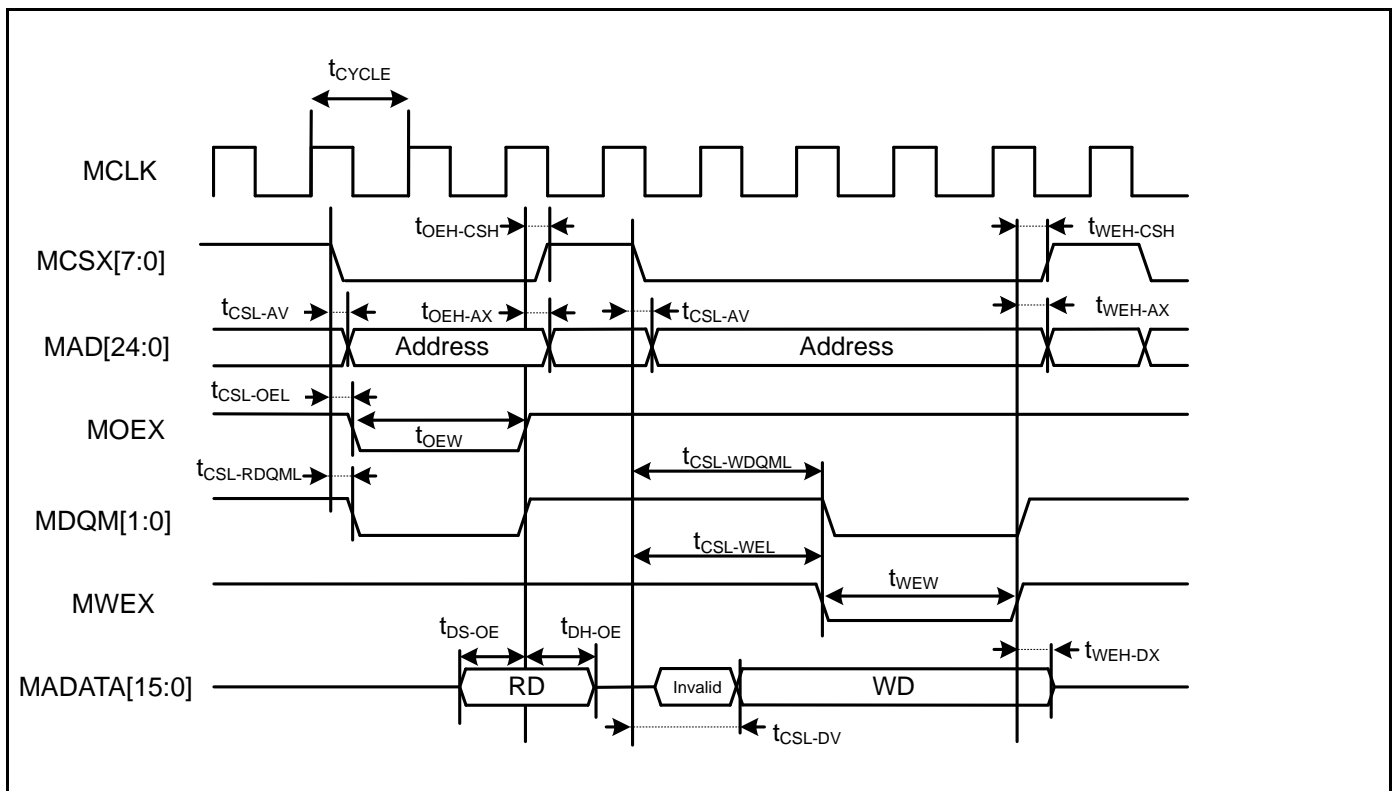 tCYCLE
MCLK
tOEH-CSH
tWEH-CSH
MCSX[7:0]
tCSL-AV
tOEH-AX
tCSL-AV
tWEH-AX
MAD[24:0]
Address
Address
tCSL-OEL
MOEX
tOEW
tCSL-RDQML
tCSL-WDQML
MDQM[1:0]
tCSL-WEL
tWEW
MWEX
tDS-OE
tDH-OE
tWEH-DX
MADATA[15:0]
RD
Invalid
WD
tCSL-DV